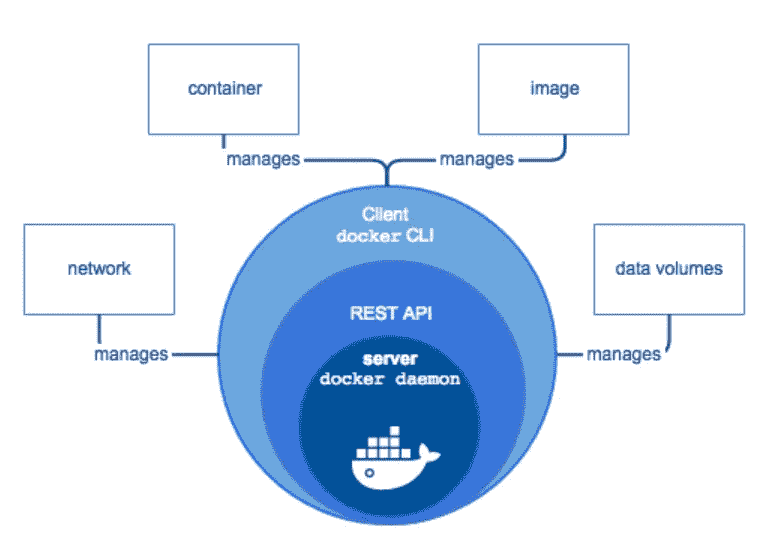 container
image
manages
manages
Client
docker CLI
network
data volumes
REST API
manages
server
docker daemon
manages